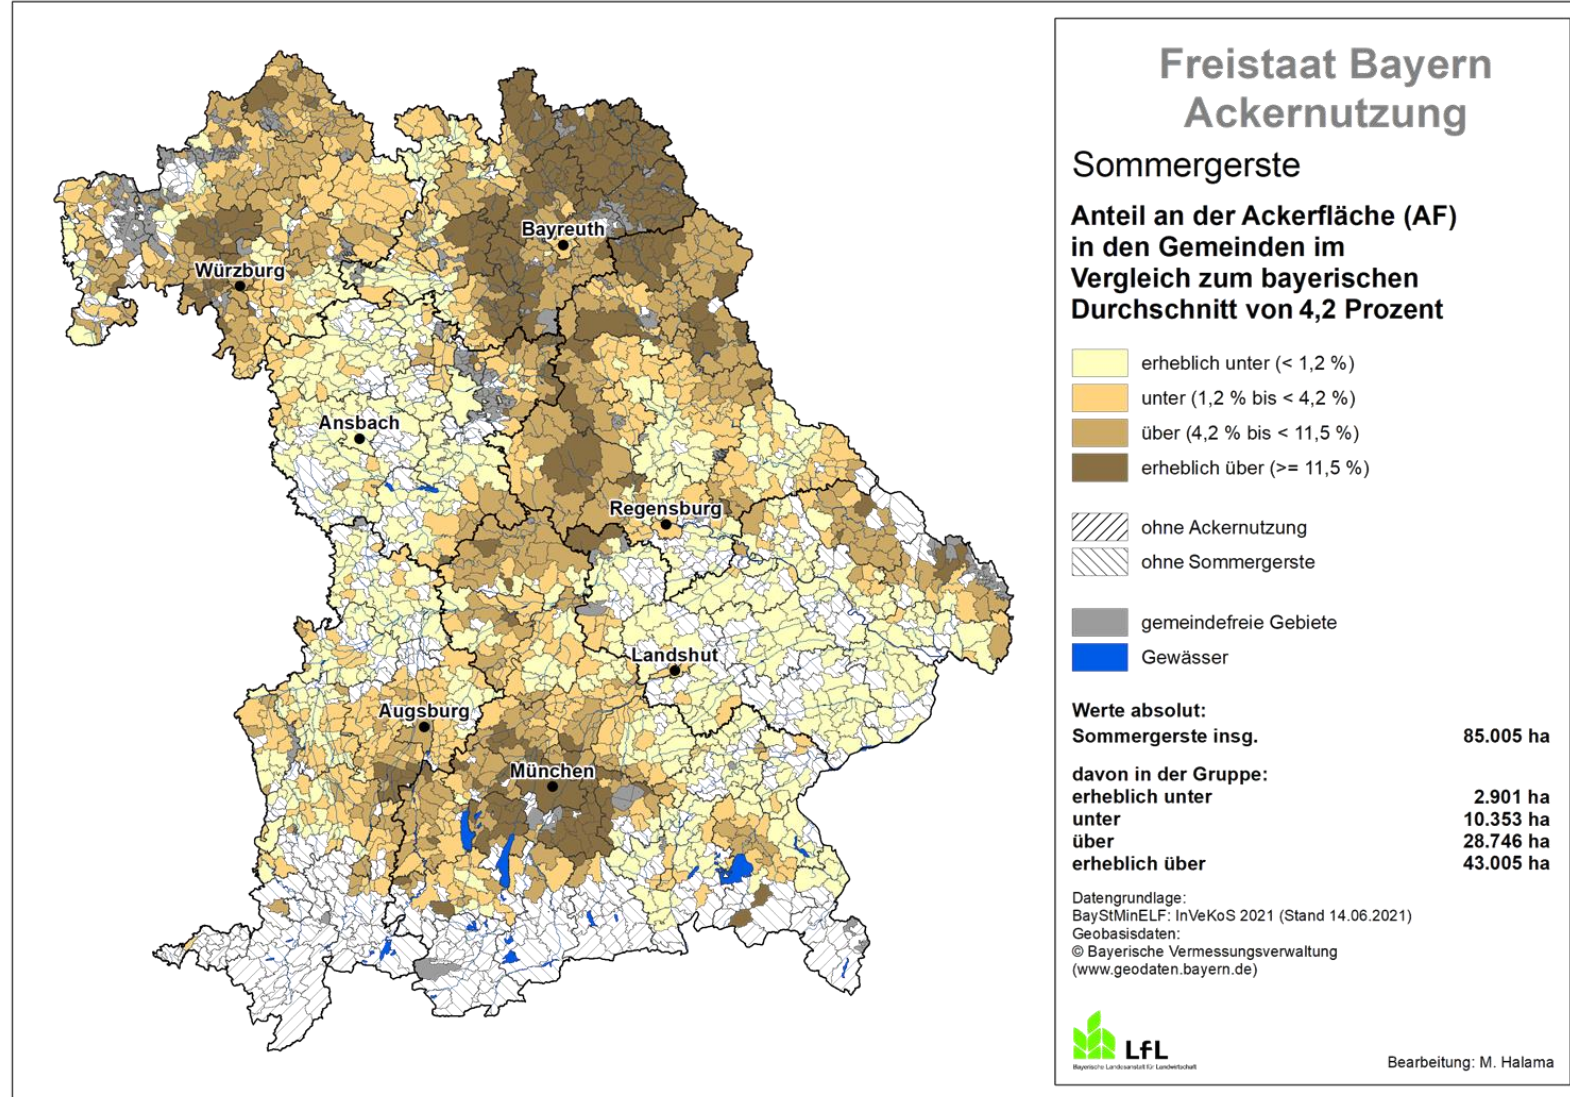 Freistaat Bayern
Ackernutzung
Sommergerste
Anteil an der Ackerfläche (AF)
in den Gemeinden im
Vergleich zum bayerischen
Durchschnitt von 4,2 Prozent
erheblich unter (< 1,2 %)
unter (1,2 % bis < 4,2 %)
über (4,2 % bis < 11,5 %)
erheblich über (>= 11,5 %)
ohne Ackernutzung
ohne Sommergerste
gemeindefreie Gebiete
Gewässer
Werte absolut:
Sommergerste insg. 85.005 ha
davon in der Gruppe:
erheblich unter 2.901 ha
unter 10.353 ha
über 28.746 ha
erheblich über 43.005 ha
Datengrundlage:
BayStMinELF: InVeKoS 2021 (Stand 14.06.2021)
Geobasisdaten:
© Bayerische Vermessungsverwaltung
(www.geodaten.bayern.de)
LfL
Bayerische Landesanstalt für Landwirtschaft
Bearbeitung: M. Halama
Bayreuth
Würzburg
Ansbach
Regensburg
Landshut
Augsburg
München